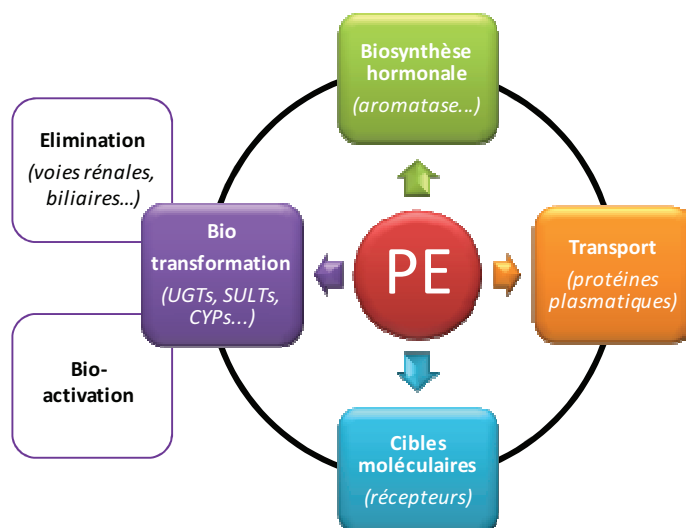 Biosynthèse
hormonale
(aromatase...)
Elimination
(voies rénales,
biliaires...)
Bio
transformation
(UGTs, SULTs,
CYPs...)
PE
Transport
(protéines
plasmatiques)
Bio-
activation
Cibles
moléculaires
(récepteurs)